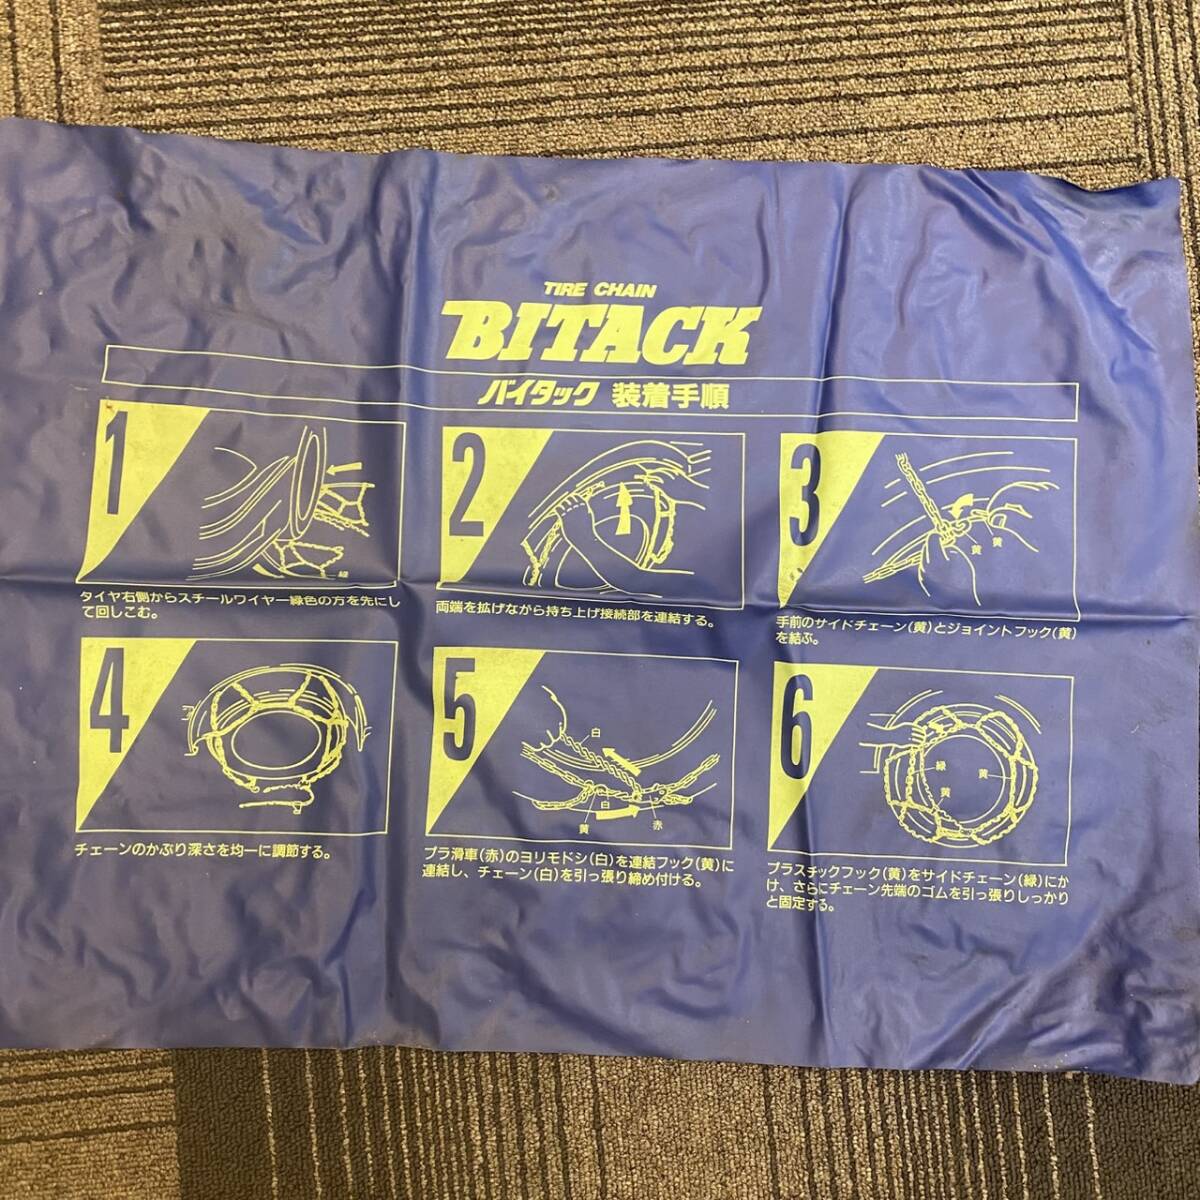 TIRE CHAIN
BITACK
バイタック 装着手順
1
緑
タイヤ右側からスチールワイヤー緑色の方を先にし
て回しこむ。
2
両端を拡げながら持ち上げ接続部を連結する。
3
黄 黄
手前のサイドチェーン(黄)とジョイントフック(黄)
を結ぶ。
4
チェーンのかぶり深さを均一に調節する。
5
白
白
黄
赤
プラ滑車(赤)のヨリモドシ(白)を連結フック(黄)に
連結し、チェーン(白)を引っ張り締め付ける。
6
緑 黄
黄
プラスチックフック(黄)をサイドチェーン(緑)にか
け、さらにチェーン先端のゴムを引っ張りしっかり
と固定する。